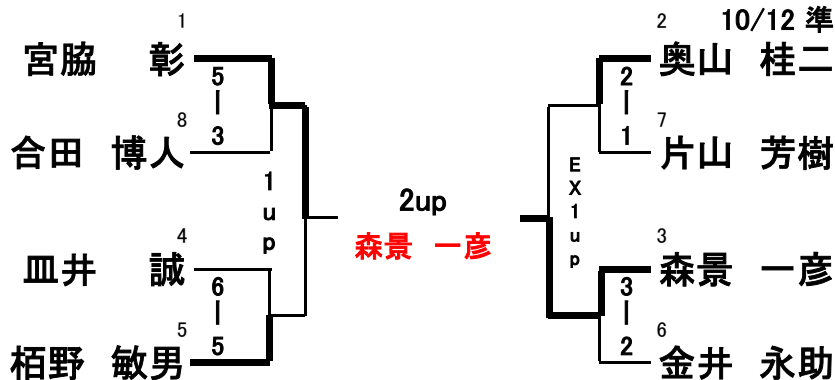 10/12 準
1
宮脇 彰
5
|
3
8
合田 博人
1up
4
皿井 誠
6
|
5
5
栢野 敏男
2up
森景 一彦
2
奥山 桂二
2
|
1
7
片山 芳樹
EX1up
3
森景 一彦
3
|
2
6
金井 永助